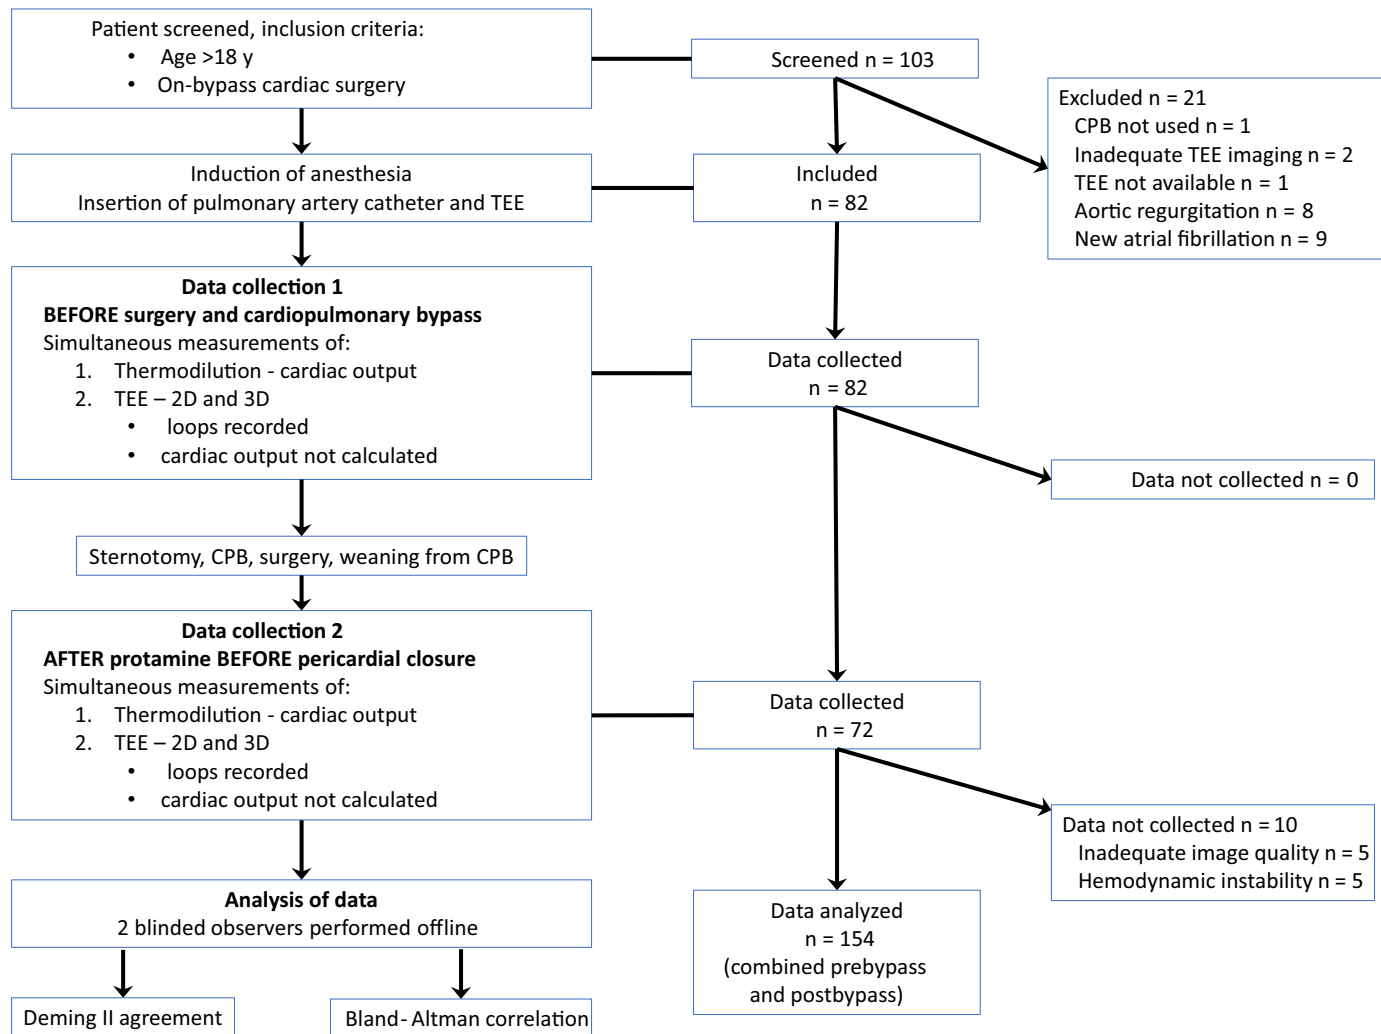 Patient screened, inclusion criteria:
• Age >18 y
• On-bypass cardiac surgery
Screened n = 103
Excluded n = 21
CPB not used n = 1
Inadequate TEE imaging n = 2
TEE not available n = 1
Aortic regurgitation n = 8
New atrial fibrillation n = 9
Induction of anesthesia
Insertion of pulmonary artery catheter and TEE
Included
n = 82
Data collection 1
BEFORE surgery and cardiopulmonary bypass
Simultaneous measurements of:
1. Thermodilution - cardiac output
2. TEE – 2D and 3D
• loops recorded
• cardiac output not calculated
Data collected
n = 82
Data not collected n = 0
Sternotomy, CPB, surgery, weaning from CPB
Data collection 2
AFTER protamine BEFORE pericardial closure
Simultaneous measurements of:
1. Thermodilution - cardiac output
2. TEE – 2D and 3D
• loops recorded
• cardiac output not calculated
Data collected
n = 72
Data not collected n = 10
Inadequate image quality n = 5
Hemodynamic instability n = 5
Analysis of data
2 blinded observers performed offline
Data analyzed
n = 154
(combined prebypass
and postbypass)
Deming II agreement
Bland-Altman correlation